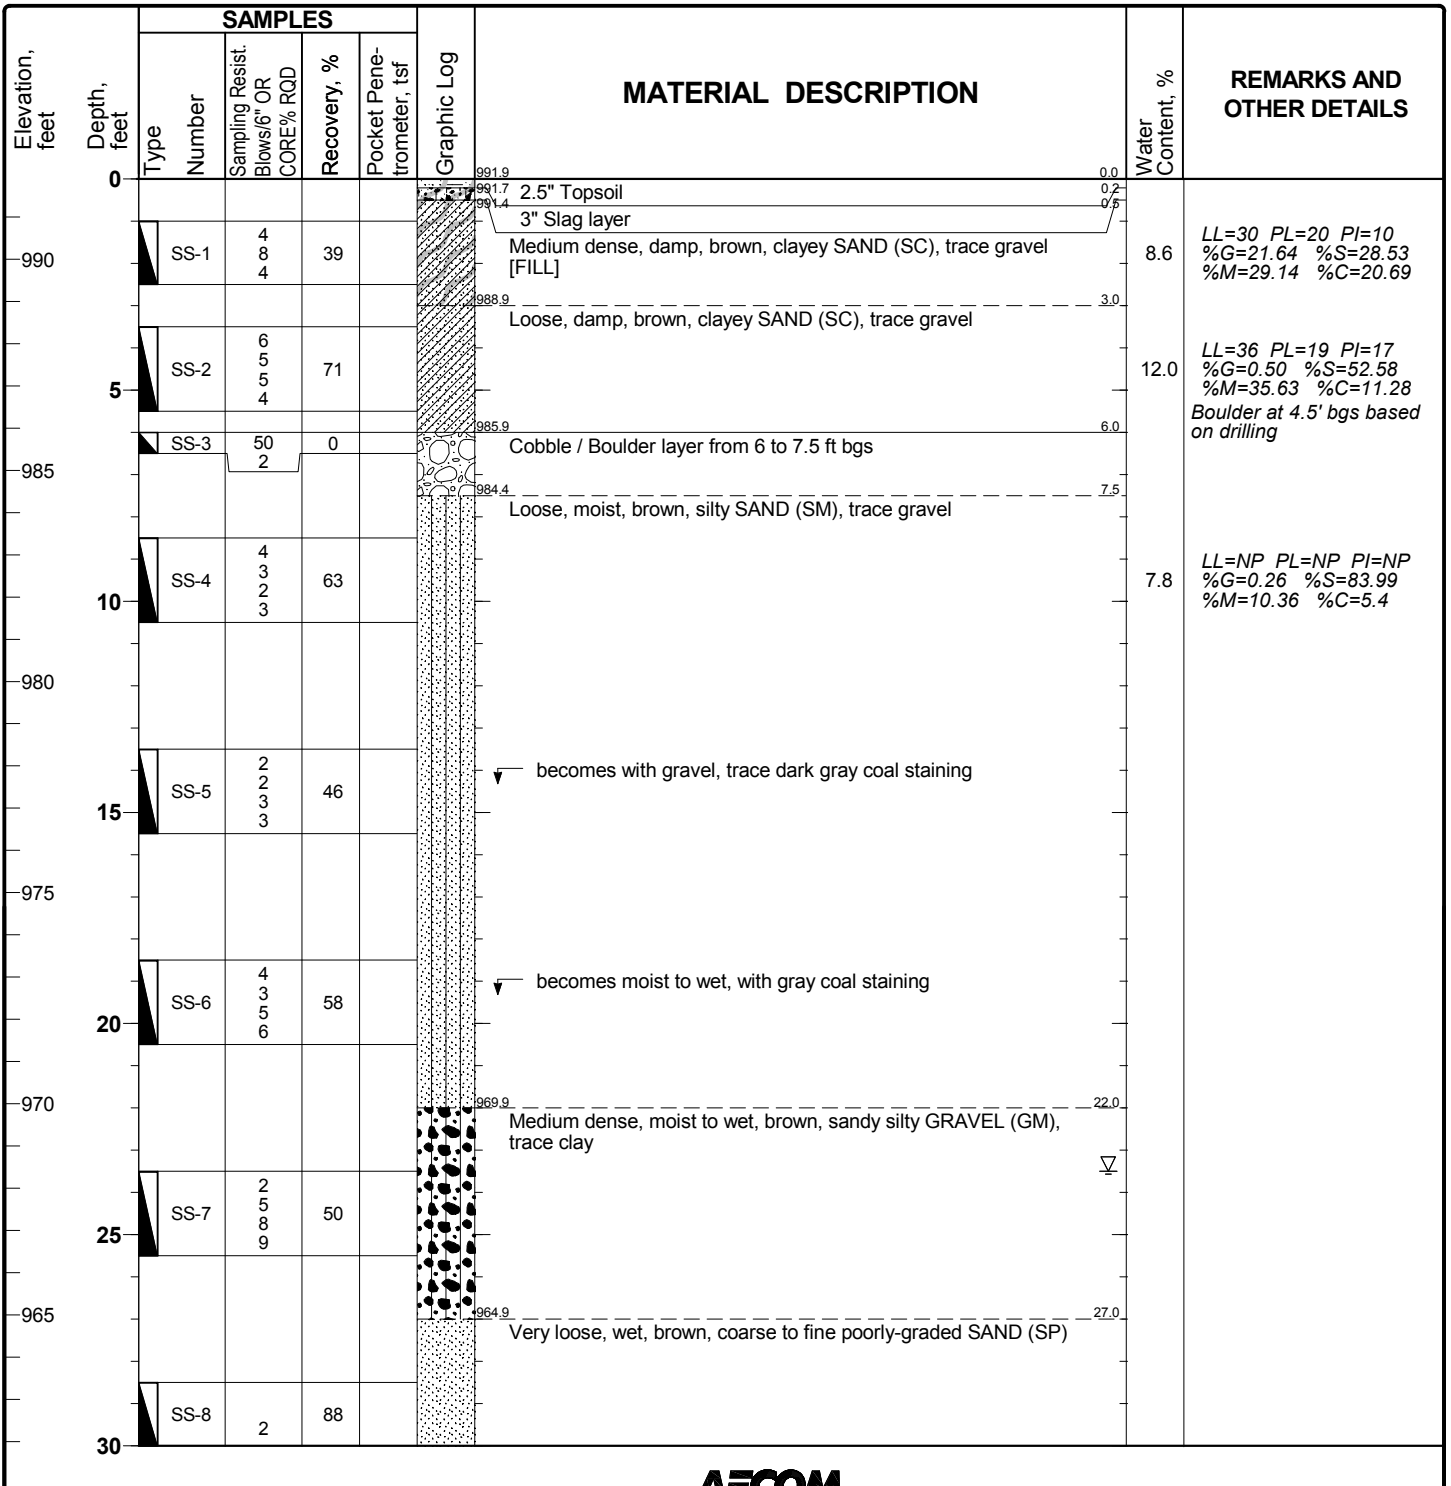 SAMPLES
Elevation,
feet
Depth,
feet
Type
Number
Sampling Resist.
Blows/6" OR
CORE% RQD
Recovery, %
Pocket Pene-
trometer, tsf
Graphic Log
MATERIAL DESCRIPTION
Water
Content, %
REMARKS AND
OTHER DETAILS
0
991.9
0.0
991.7
2.5" Topsoil
0.2
991.4
0.5
3" Slag layer
990
SS-1
4
8
4
39
Medium dense, damp, brown, clayey SAND (SC), trace gravel
[FILL]
8.6
LL=30 PL=20 PI=10
%G=21.64 %S=28.53
%M=29.14 %C=20.69
988.9
3.0
Loose, damp, brown, clayey SAND (SC), trace gravel
SS-2
6
5
5
4
71
12.0
LL=36 PL=19 PI=17
%G=0.50 %S=52.58
%M=35.63 %C=11.28
5
Boulder at 4.5' bgs based
on drilling
985.9
6.0
SS-3
50
2
0
Cobble / Boulder layer from 6 to 7.5 ft bgs
985
984.4
7.5
Loose, moist, brown, silty SAND (SM), trace gravel
SS-4
4
3
2
3
63
7.8
LL=NP PL=NP PI=NP
%G=0.26 %S=83.99
%M=10.36 %C=5.4
10
980
SS-5
2
2
3
3
46
becomes with gravel, trace dark gray coal staining
15
975
SS-6
4
3
5
6
58
becomes moist to wet, with gray coal staining
20
970
969.9
22.0
Medium dense, moist to wet, brown, sandy silty GRAVEL (GM),
trace clay
SS-7
2
5
8
9
50
25
965
964.9
27.0
Very loose, wet, brown, coarse to fine poorly-graded SAND (SP)
SS-8
2
88
30
AECOM